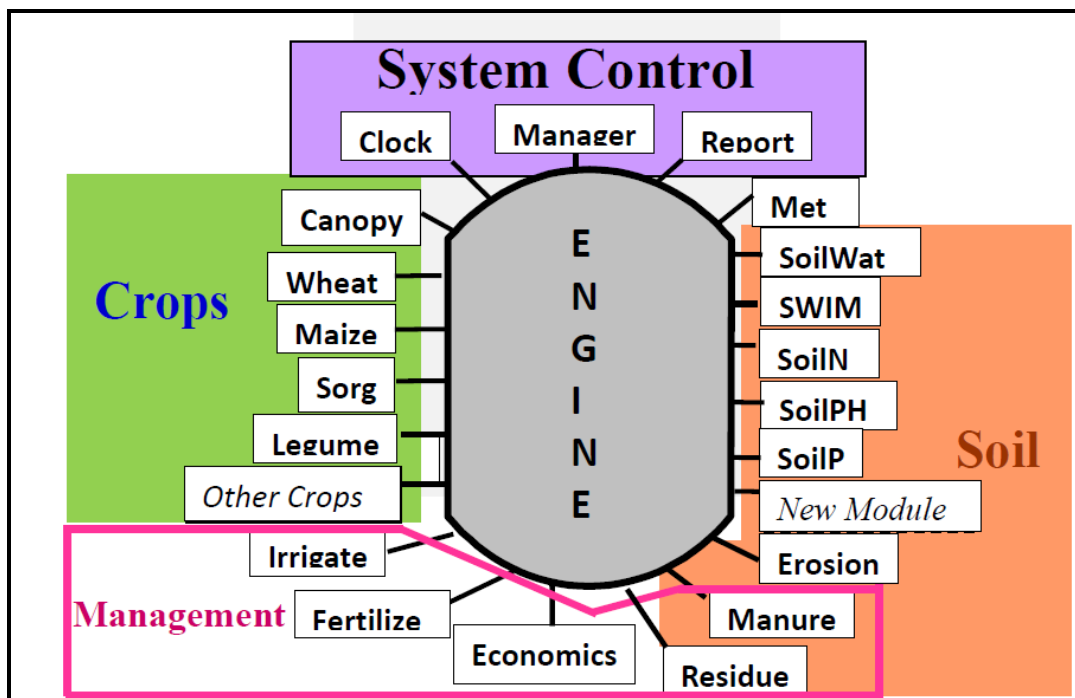 System Control
Clock
Manager
Report
Canopy
Wheat
Maize
Sorg
Legume
Other Crops
Crops
E
N
G
I
N
E
Met
SoilWat
SWIM
SoilN
SoilPH
SoilP
New Module
Erosion
Soil
Irrigate
Management
Fertilize
Economics
Residue
Manure